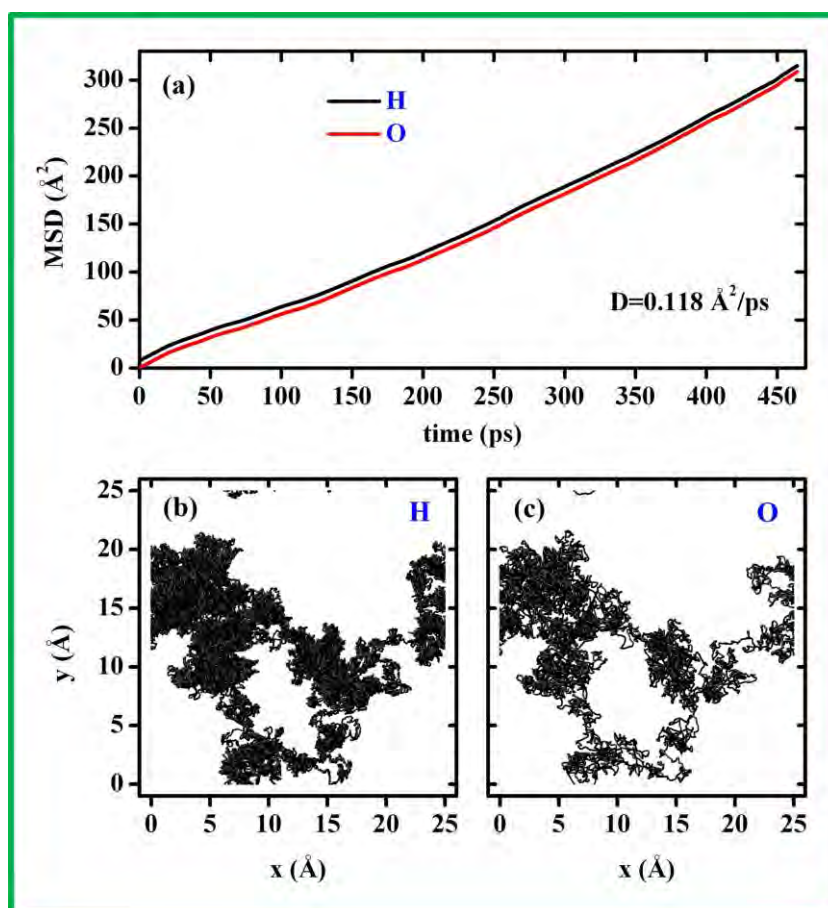 (a)
H
O
300
250
200
150
100
50
0
MSD (Å²)
D=0.118 Å²/ps
0 50 100 150 200 250 300 350 400 450
time (ps)
(b) H
25
20
15
10
5
0
y (Å)
0 5 10 15 20 25
x (Å)
(c) O
0 5 10 15 20 25
x (Å)